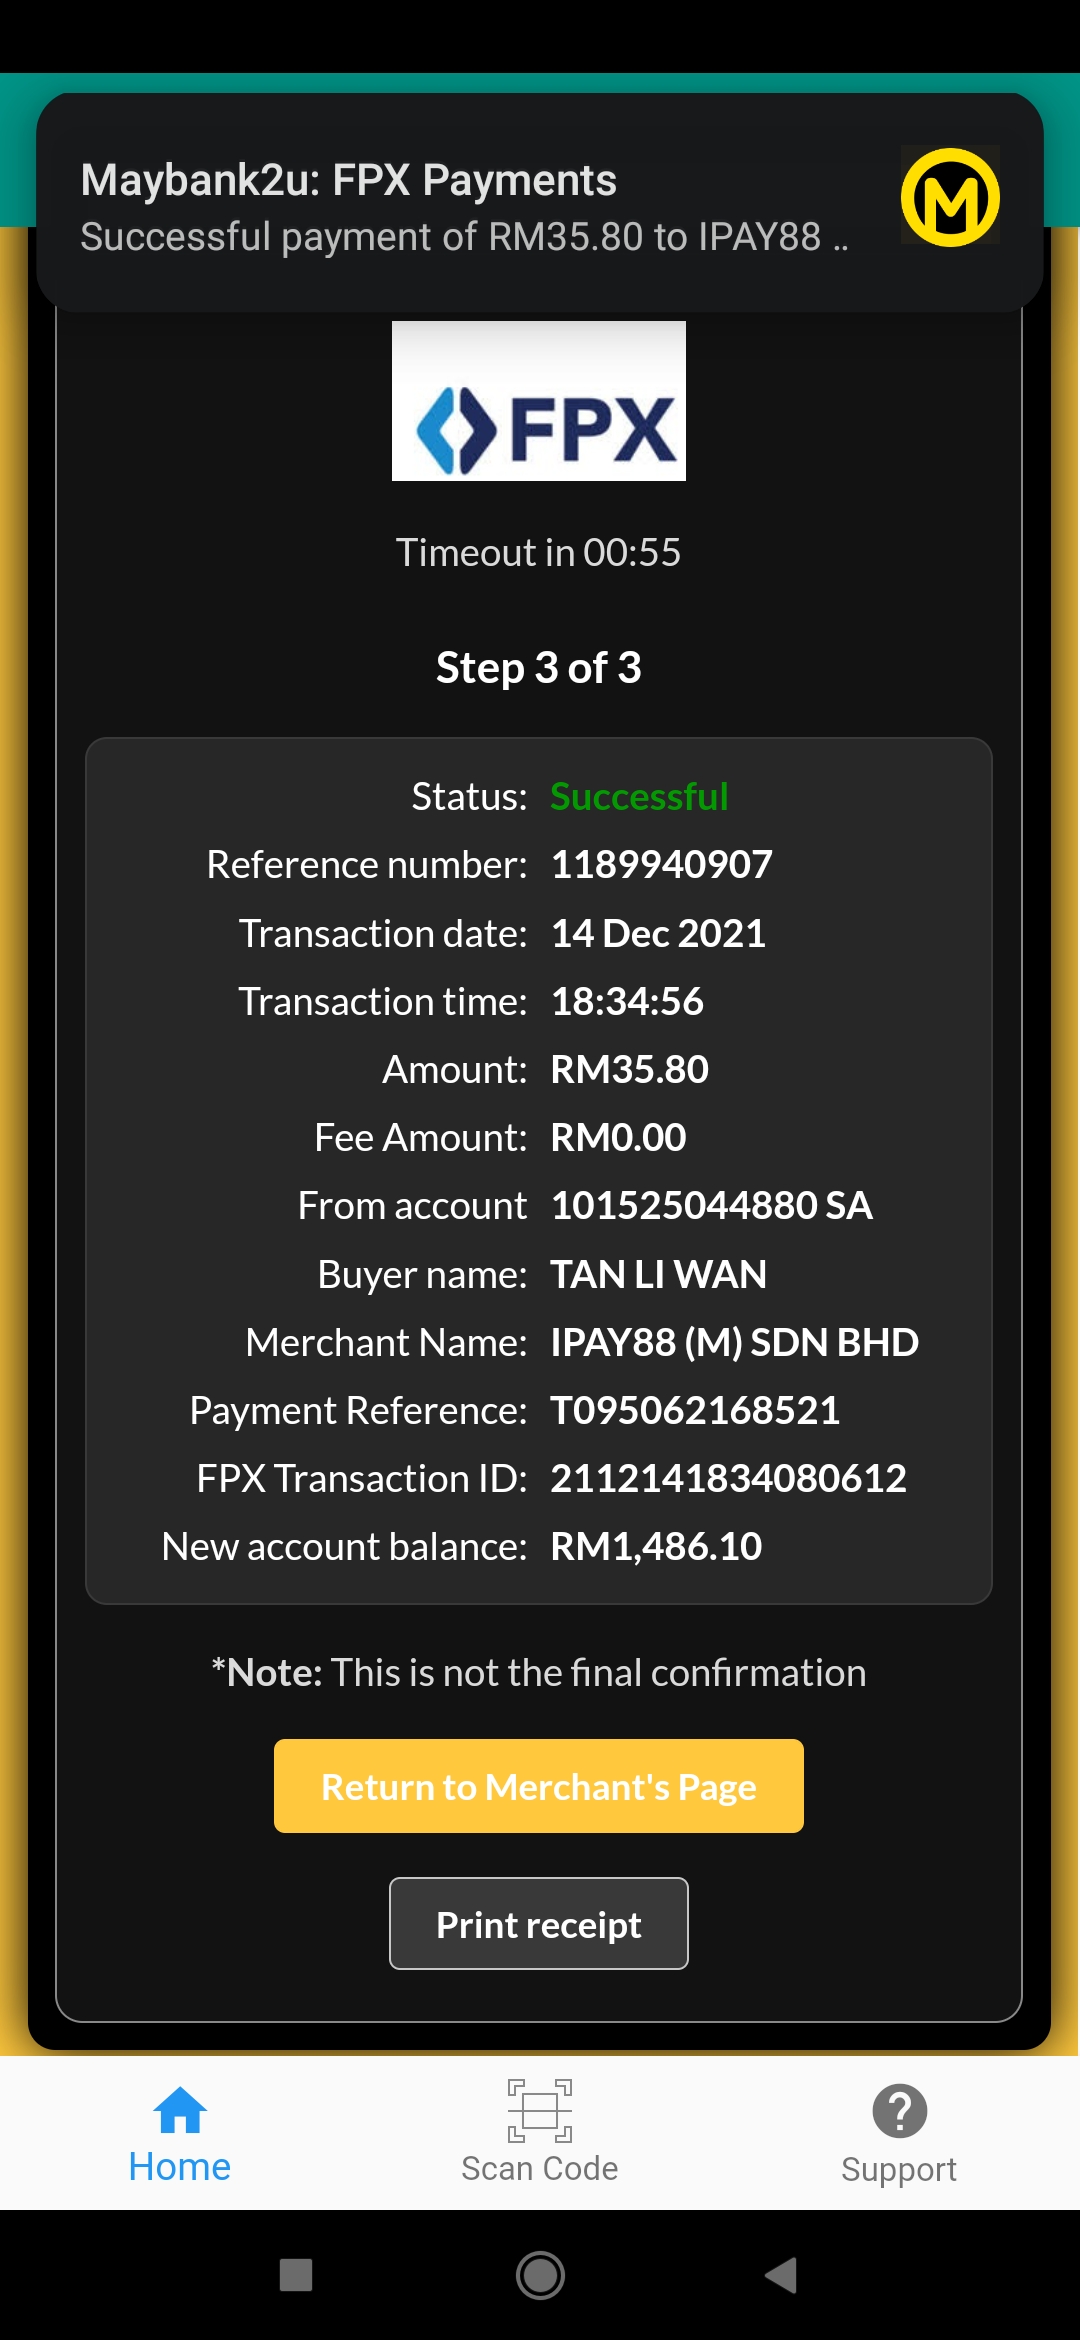 Maybank2u: FPX Payments
Successful payment of RM35.80 to IPAY88 ..
M
FPX
Timeout in 00:55
Step 3 of 3
Status: Successful
Reference number: 1189940907
Transaction date: 14 Dec 2021
Transaction time: 18:34:56
Amount: RM35.80
Fee Amount: RM0.00
From account 101525044880 SA
Buyer name: TAN LI WAN
Merchant Name: IPAY88 (M) SDN BHD
Payment Reference: T095062168521
FPX Transaction ID: 2112141834080612
New account balance: RM1,486.10
*Note: This is not the final confirmation
Return to Merchant's Page
Print receipt
Home
Scan Code
Support